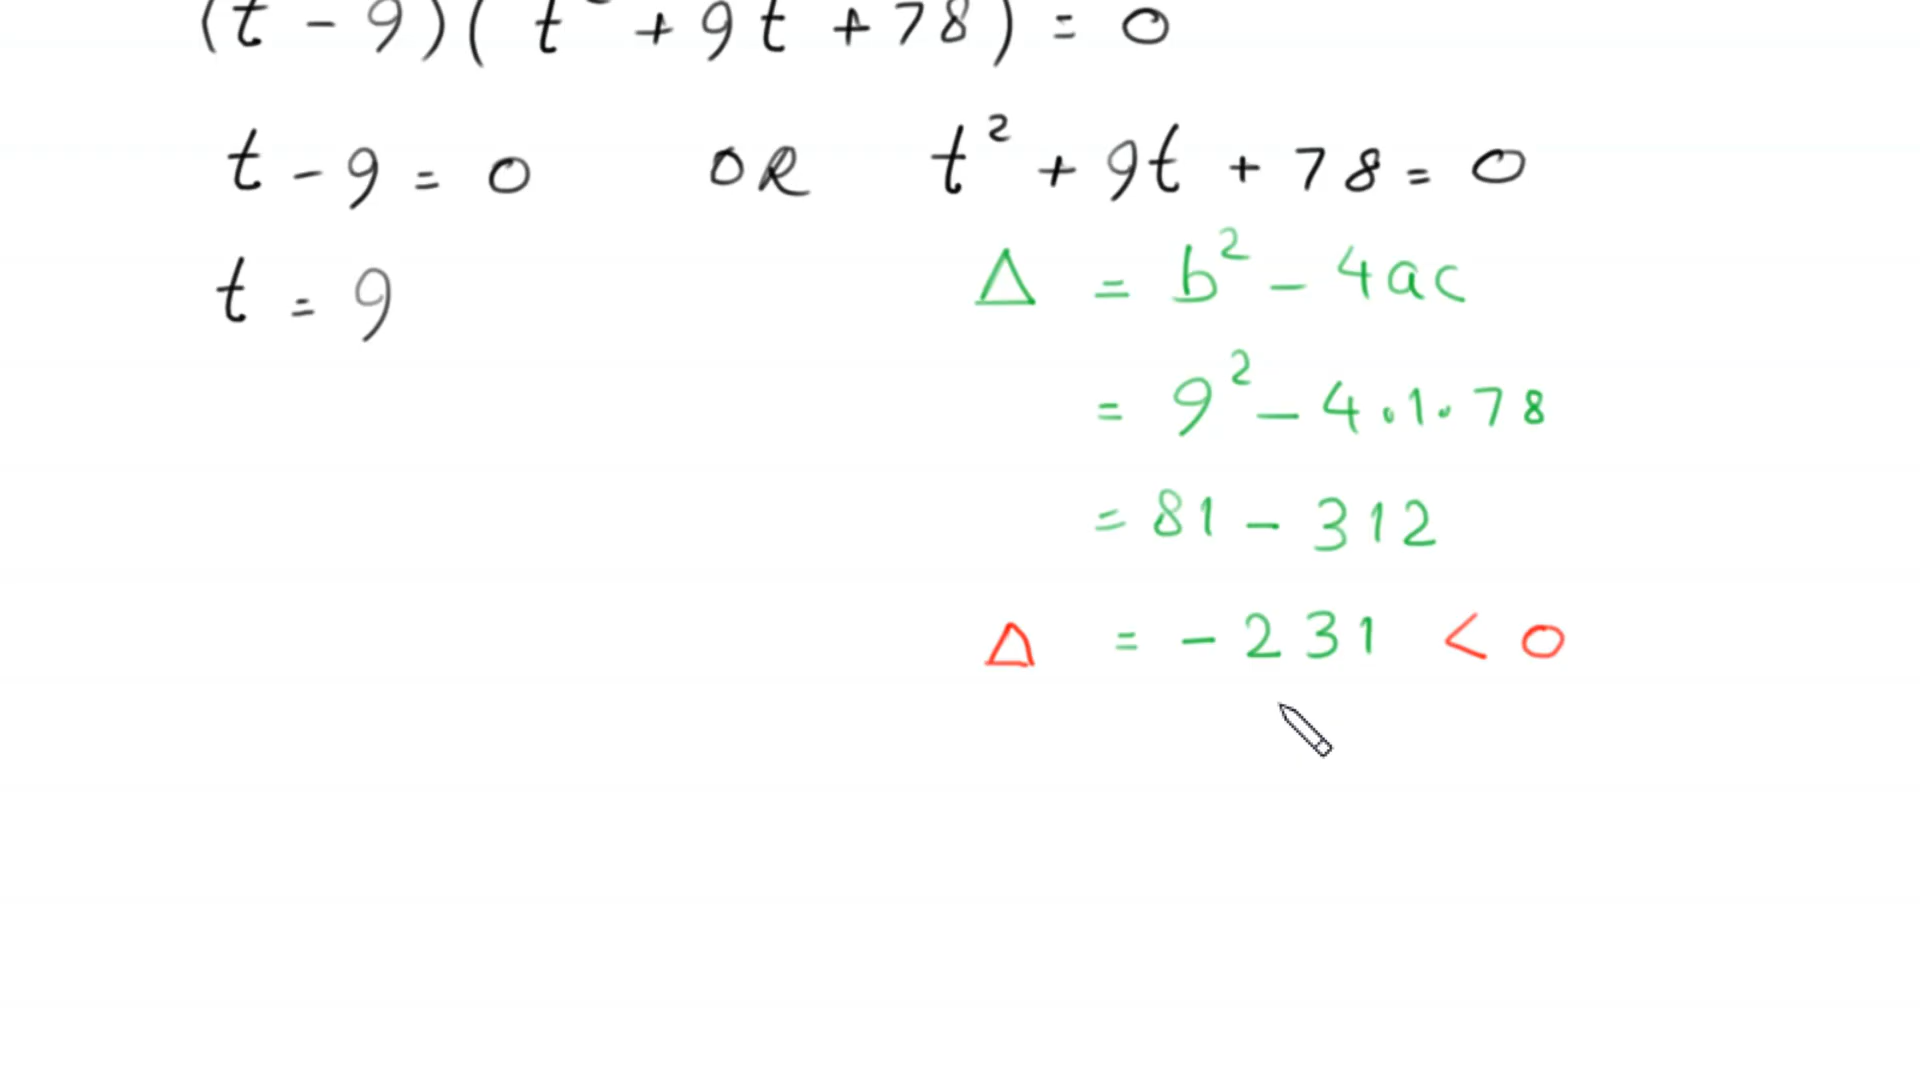 (t - 9)(t² + 9t + 78) = 0
t - 9 = 0 OR t² + 9t + 78 = 0
t = 9
Δ = b² - 4ac
= 9² - 4.1.78
= 81 - 312
Δ = -231 < 0